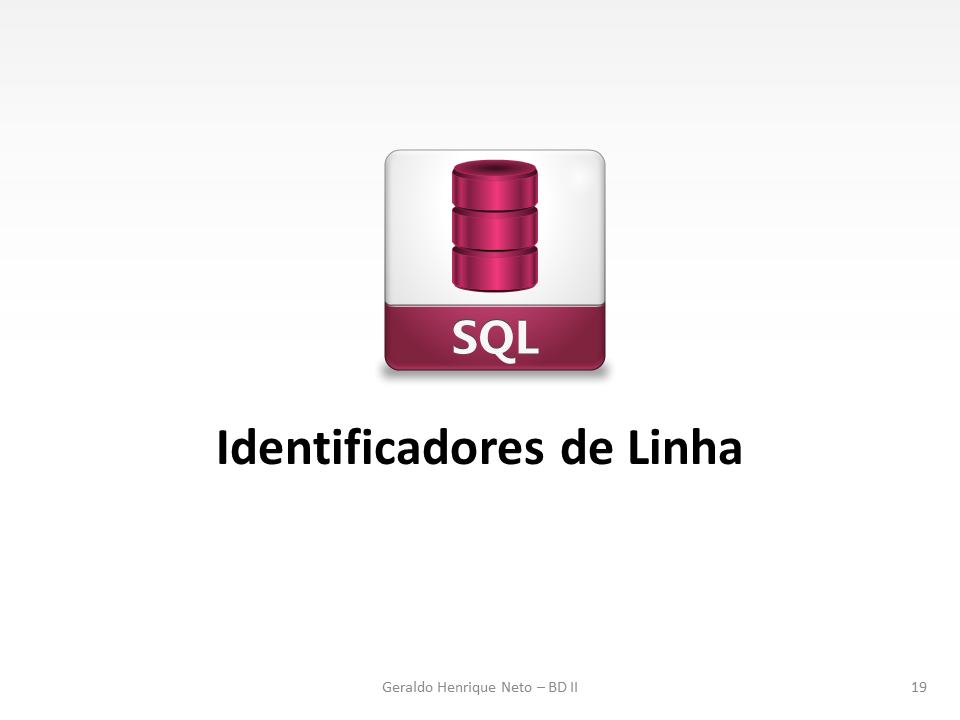 SQL
Identificadores de Linha
Geraldo Henrique Neto – BD II
19